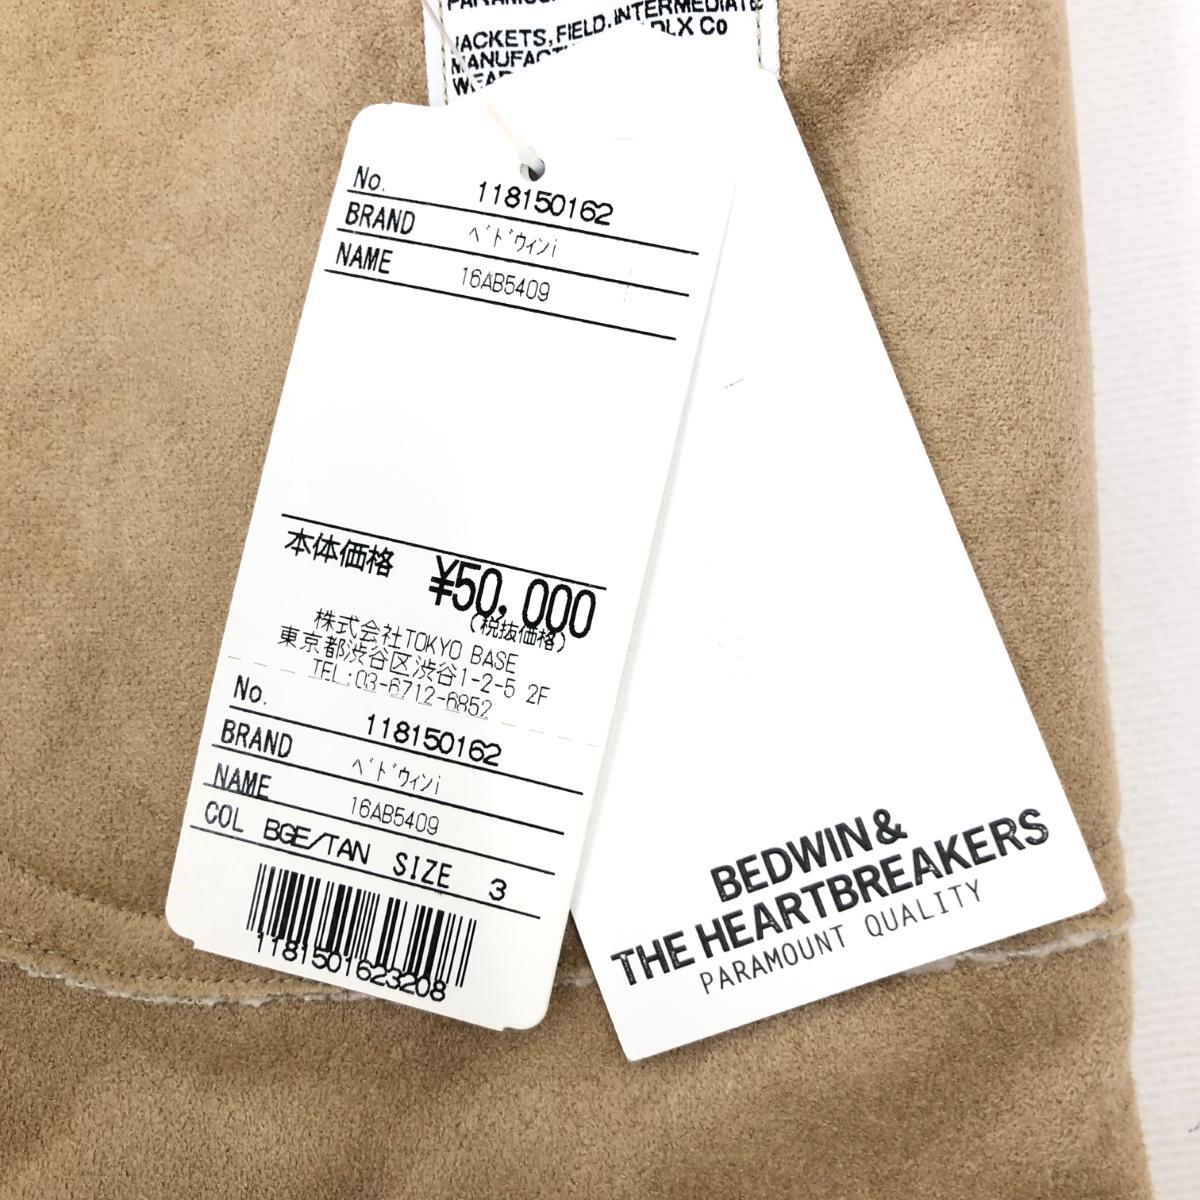 JACKETS, FIELD, INTERMEDIATE
DLX Co
No. 118150162
BRAND ﾍﾞﾄﾞｳｨﾝi
NAME 16AB5409
本体価格 ¥50,000
(税抜価格)
株式会社TOKYO BASE
東京都渋谷区渋谷1-2-5 2F
TEL:03-6712-6852
No. 118150162
BRAND ﾍﾞﾄﾞｳｨﾝi
NAME 16AB5409
COL BGE/TAN SIZE 3
1181501623208
BEDWIN &
THE HEARTBREAKERS
PARAMOUNT QUALITY